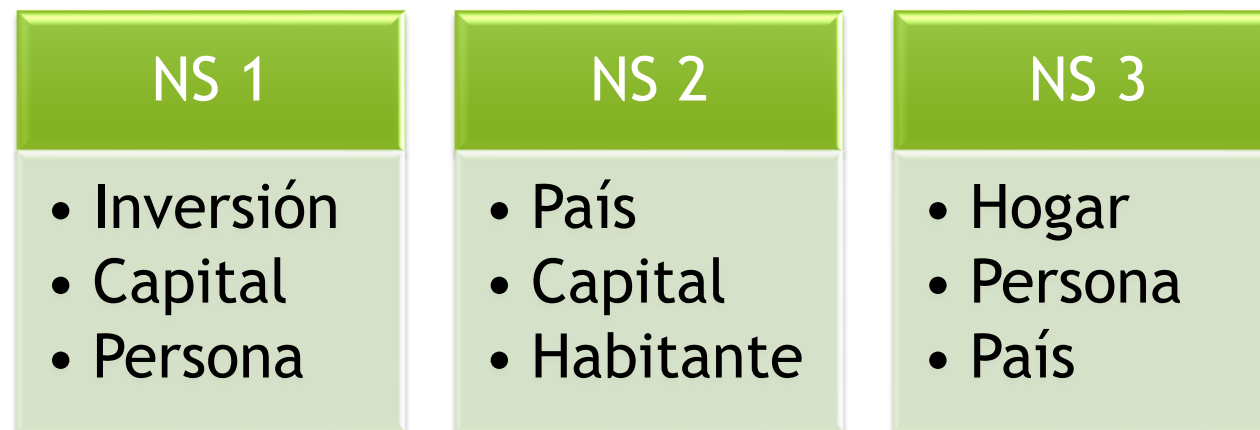 NS 1
• Inversión
• Capital
• Persona
NS 2
• País
• Capital
• Habitante
NS 3
• Hogar
• Persona
• País